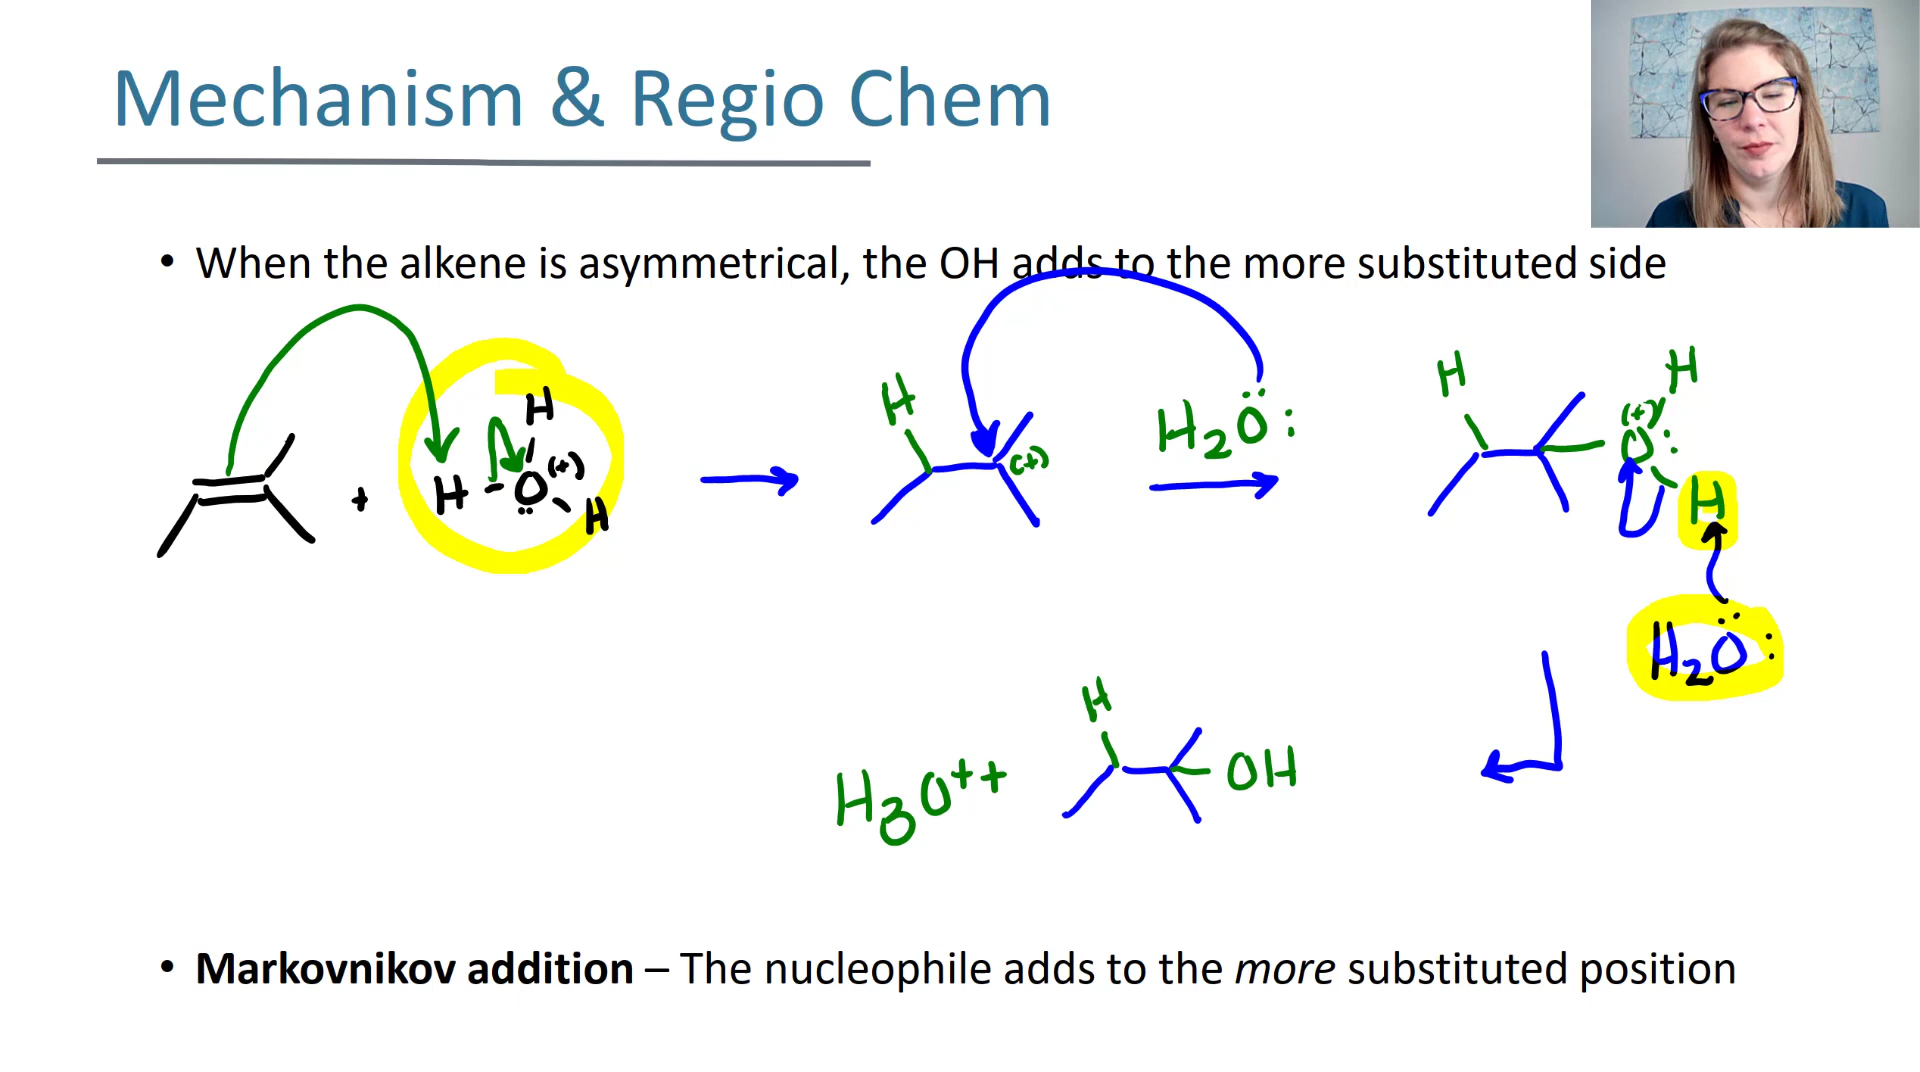 Mechanism & Regio Chem
• When the alkene is asymmetrical, the OH adds to the more substituted side
+ H O (+) H H
H (+)
H₂O:
H (+) H O: H
H₂O:
H₃O⁺ + H OH
• Markovnikov addition – The nucleophile adds to the more substituted position